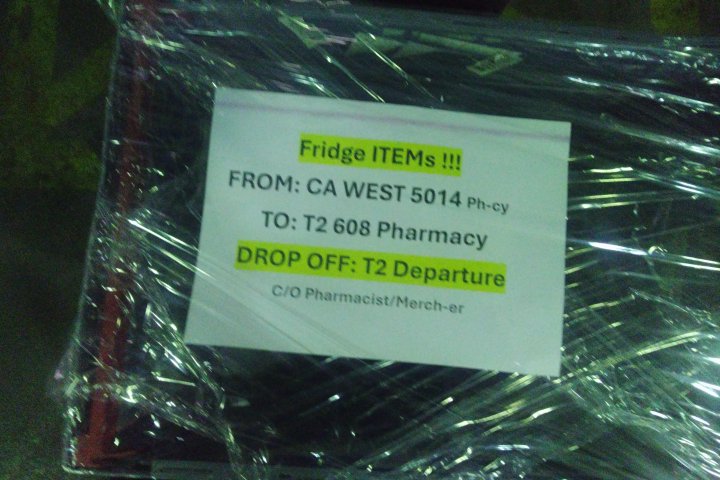 Fridge ITEMs !!!
FROM: CA WEST 5014 Ph-cy
TO: T2 608 Pharmacy
DROP OFF: T2 Departure
C/O Pharmacist/Merch-er